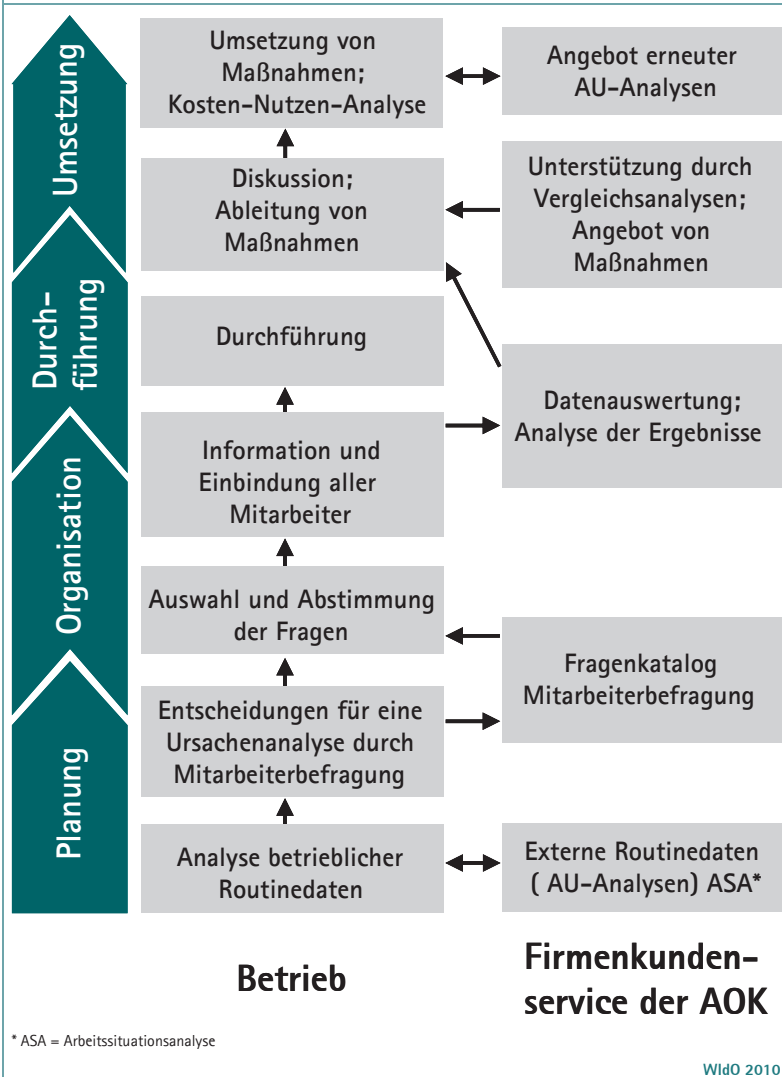 Umsetzung
Durch-
führung
Organisation
Planung
Umsetzung von
Maßnahmen;
Kosten-Nutzen-Analyse
Angebot erneuter
AU-Analysen
Diskussion;
Ableitung von
Maßnahmen
Unterstützung durch
Vergleichsanalysen;
Angebot von
Maßnahmen
Durchführung
Datenauswertung;
Analyse der Ergebnisse
Information und
Einbindung aller
Mitarbeiter
Auswahl und Abstimmung
der Fragen
Fragenkatalog
Mitarbeiterbefragung
Entscheidungen für eine
Ursachenanalyse durch
Mitarbeiterbefragung
Analyse betrieblicher
Routinedaten
Externe Routinedaten
( AU-Analysen) ASA*
Betrieb
Firmenkunden-
service der AOK
* ASA = Arbeitssituationsanalyse
WIdO 2010